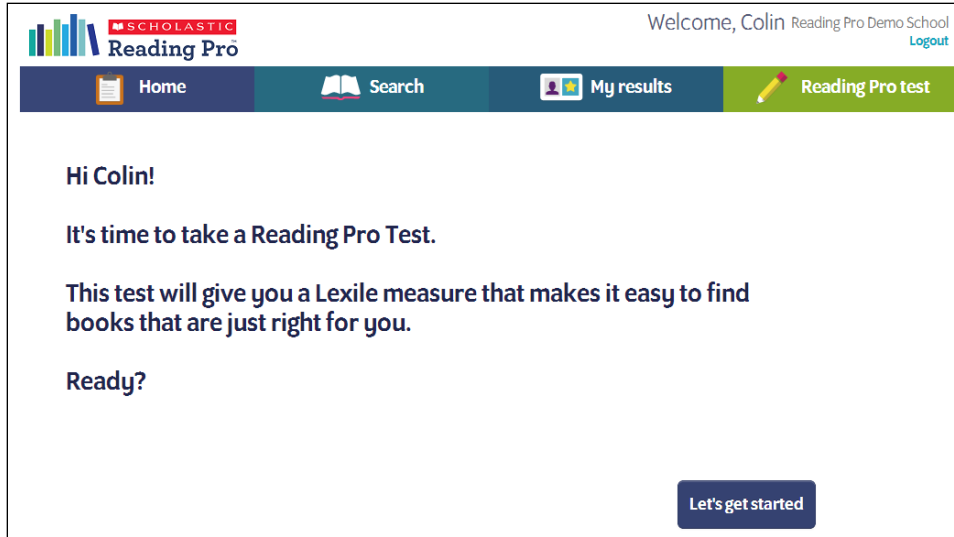 SCHOLASTIC
Reading Pro™
Welcome, Colin Reading Pro Demo School
Logout
Home
Search
My results
Reading Pro test
Hi Colin!
It's time to take a Reading Pro Test.
This test will give you a Lexile measure that makes it easy to find
books that are just right for you.
Ready?
Let's get started